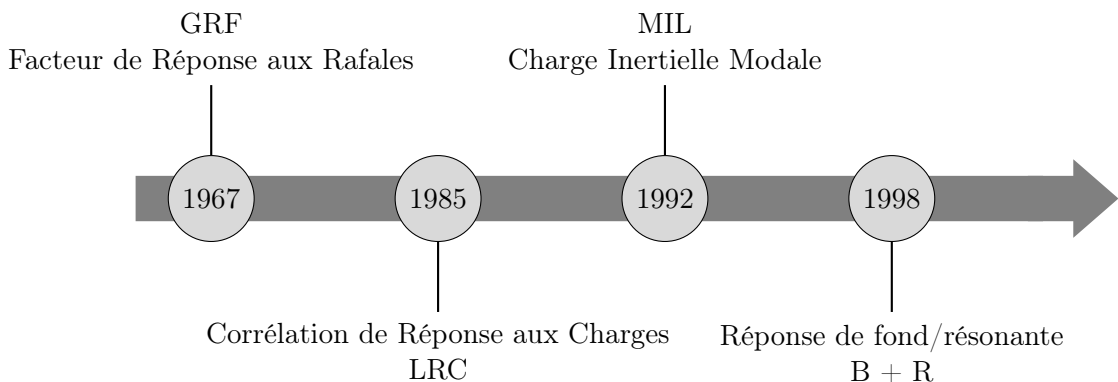 GRF
Facteur de Réponse aux Rafales
MIL
Charge Inertielle Modale
1967
1985
1992
1998
Corrélation de Réponse aux Charges
LRC
Réponse de fond/résonante
B + R